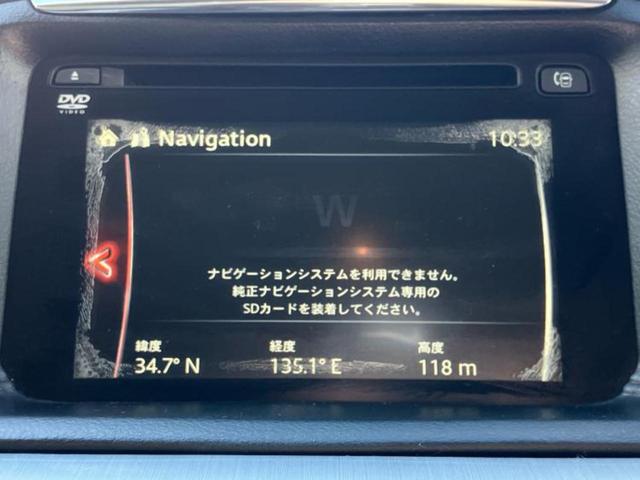 DVD
VIDEO
Navigation 10:33
W
ナビゲーションシステムを利用できません。
純正ナビゲーションシステム専用の
SDカードを装着してください。
緯度 経度 高度
34.7° N 135.1° E 118 m